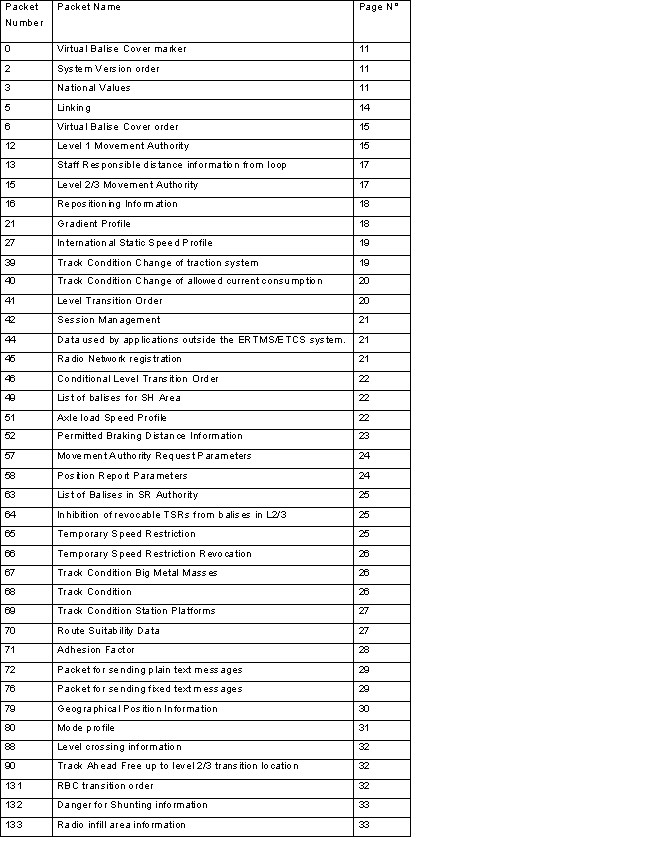 Packet Number Packet Name Page N°
0 Virtual Balise Cover marker 11
2 System Version order 11
3 National Values 11
5 Linking 14
6 Virtual Balise Cover order 15
12 Level 1 Movement Authority 15
13 Staff Responsible distance information from loop 17
15 Level 2/3 Movement Authority 17
16 Repositioning Information 18
21 Gradient Profile 18
27 International Static Speed Profile 19
39 Track Condition Change of traction system 19
40 Track Condition Change of allowed current consumption 20
41 Level Transition Order 20
42 Session Management 21
44 Data used by applications outside the ERTMS/ETCS system. 21
45 Radio Network registration 21
46 Conditional Level Transition Order 22
49 List of balises for SH Area 22
51 Axle load Speed Profile 22
52 Permitted Braking Distance Information 23
57 Movement Authority Request Parameters 24
58 Position Report Parameters 24
63 List of Balises in SR Authority 25
64 Inhibition of revocable TSRs from balises in L2/3 25
65 Temporary Speed Restriction 25
66 Temporary Speed Restriction Revocation 26
67 Track Condition Big Metal Masses 26
68 Track Condition 26
69 Track Condition Station Platforms 27
70 Route Suitability Data 27
71 Adhesion Factor 28
72 Packet for sending plain text messages 29
76 Packet for sending fixed text messages 29
79 Geographical Position Information 30
80 Mode profile 31
88 Level crossing information 32
90 Track Ahead Free up to level 2/3 transition location 32
131 RBC transition order 32
132 Danger for Shunting information 33
133 Radio infill area information 33